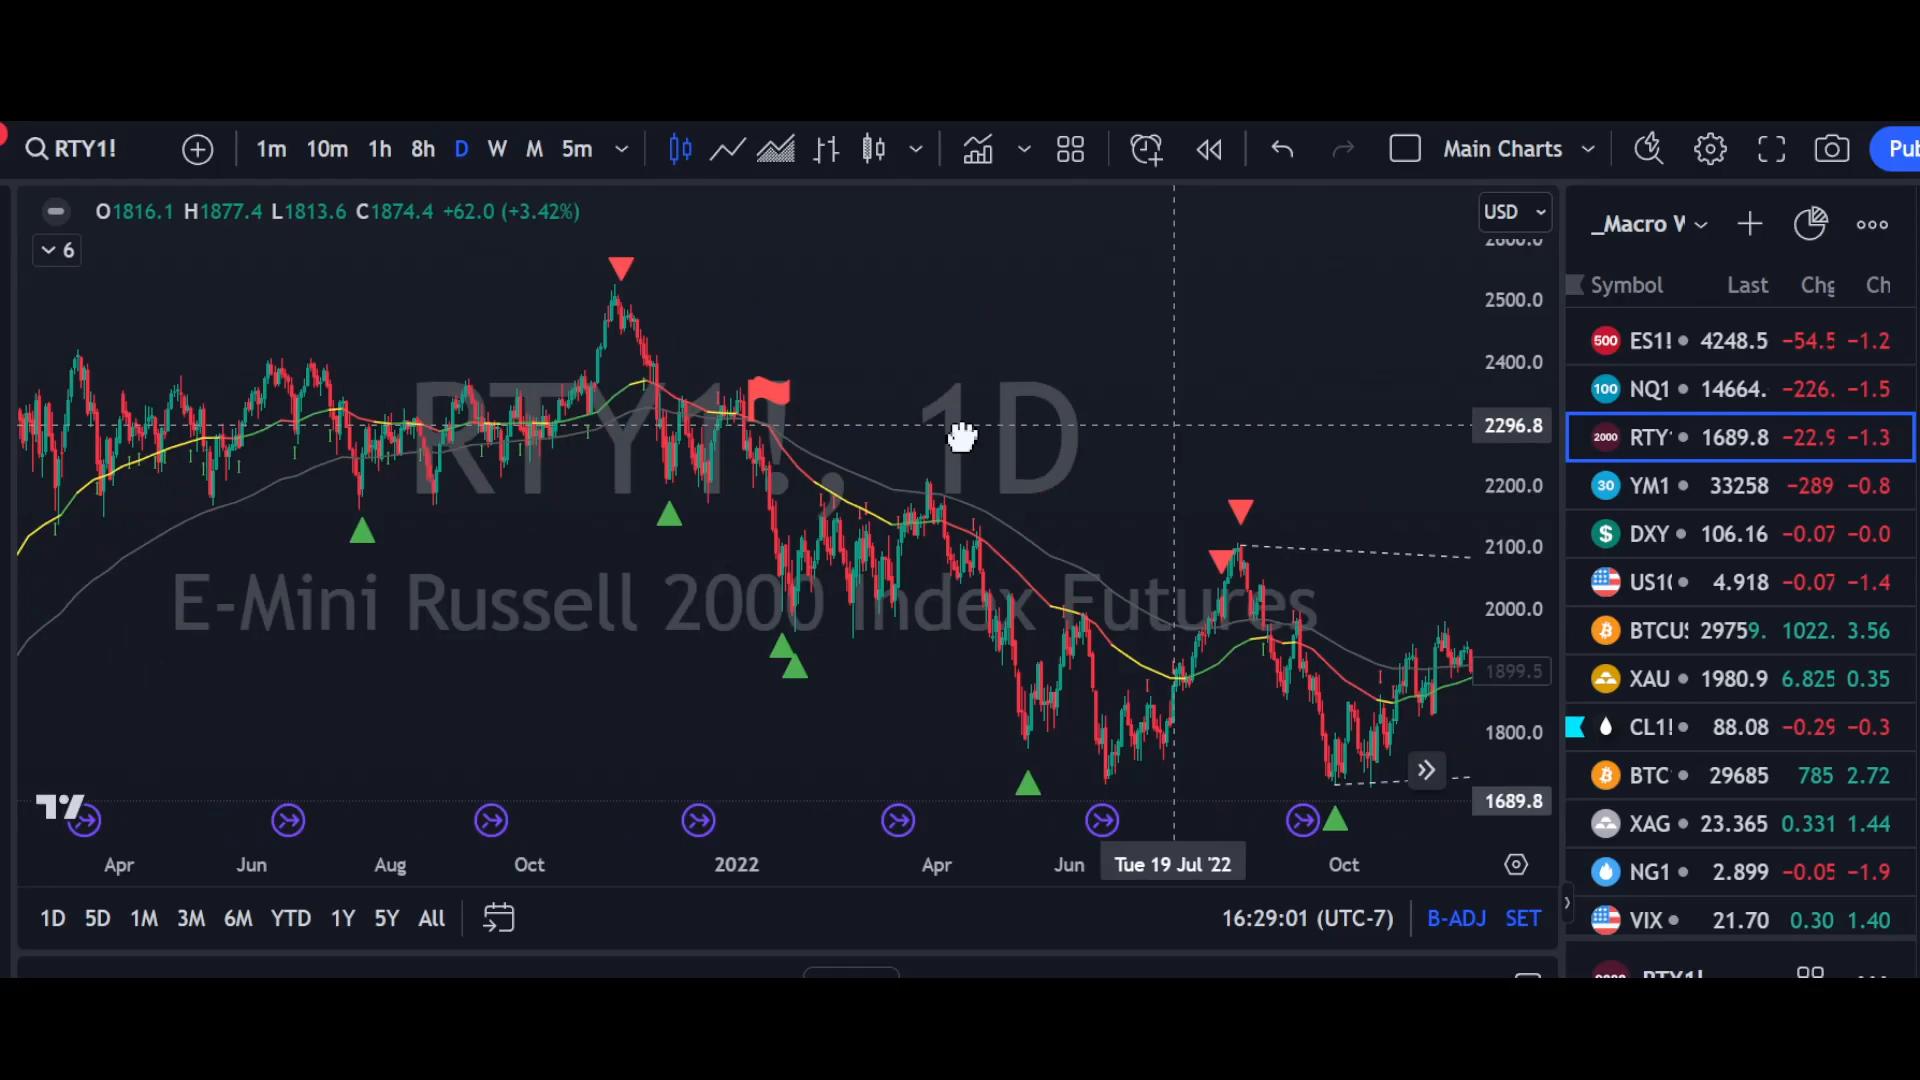 RTY1! 1m 10m 1h 8h D W M 5m Main Charts Pub
O1816.1 H1877.4 L1813.6 C1874.4 +62.0 (+3.42%)
6
USD
2600.0
2500.0
2400.0
2296.8
2200.0
2100.0
2000.0
1899.5
1800.0
1689.8
RTY1!, 1D
E-Mini Russell 2000 Index Futures
Apr Jun Aug Oct 2022 Apr Jun Tue 19 Jul '22 Oct
1D 5D 1M 3M 6M YTD 1Y 5Y All 16:29:01 (UTC-7) B-ADJ SET
_Macro W
Symbol Last Chg Ch
500 ES1! 4248.5 −54.5 −1.2
100 NQ1 14664. −226. −1.5
2000 RTY 1689.8 −22.9 −1.3
30 YM1 33258 −289 −0.8
$ DXY 106.16 −0.07 −0.0
US10 4.918 −0.07 −1.4
BTCUS 29759. 1022. 3.56
XAU 1980.9 6.825 0.35
CL1! 88.08 −0.29 −0.3
BTC 29685 785 2.72
XAG 23.365 0.331 1.44
NG1 2.899 −0.05 −1.9
VIX 21.70 0.30 1.40
RTY1!